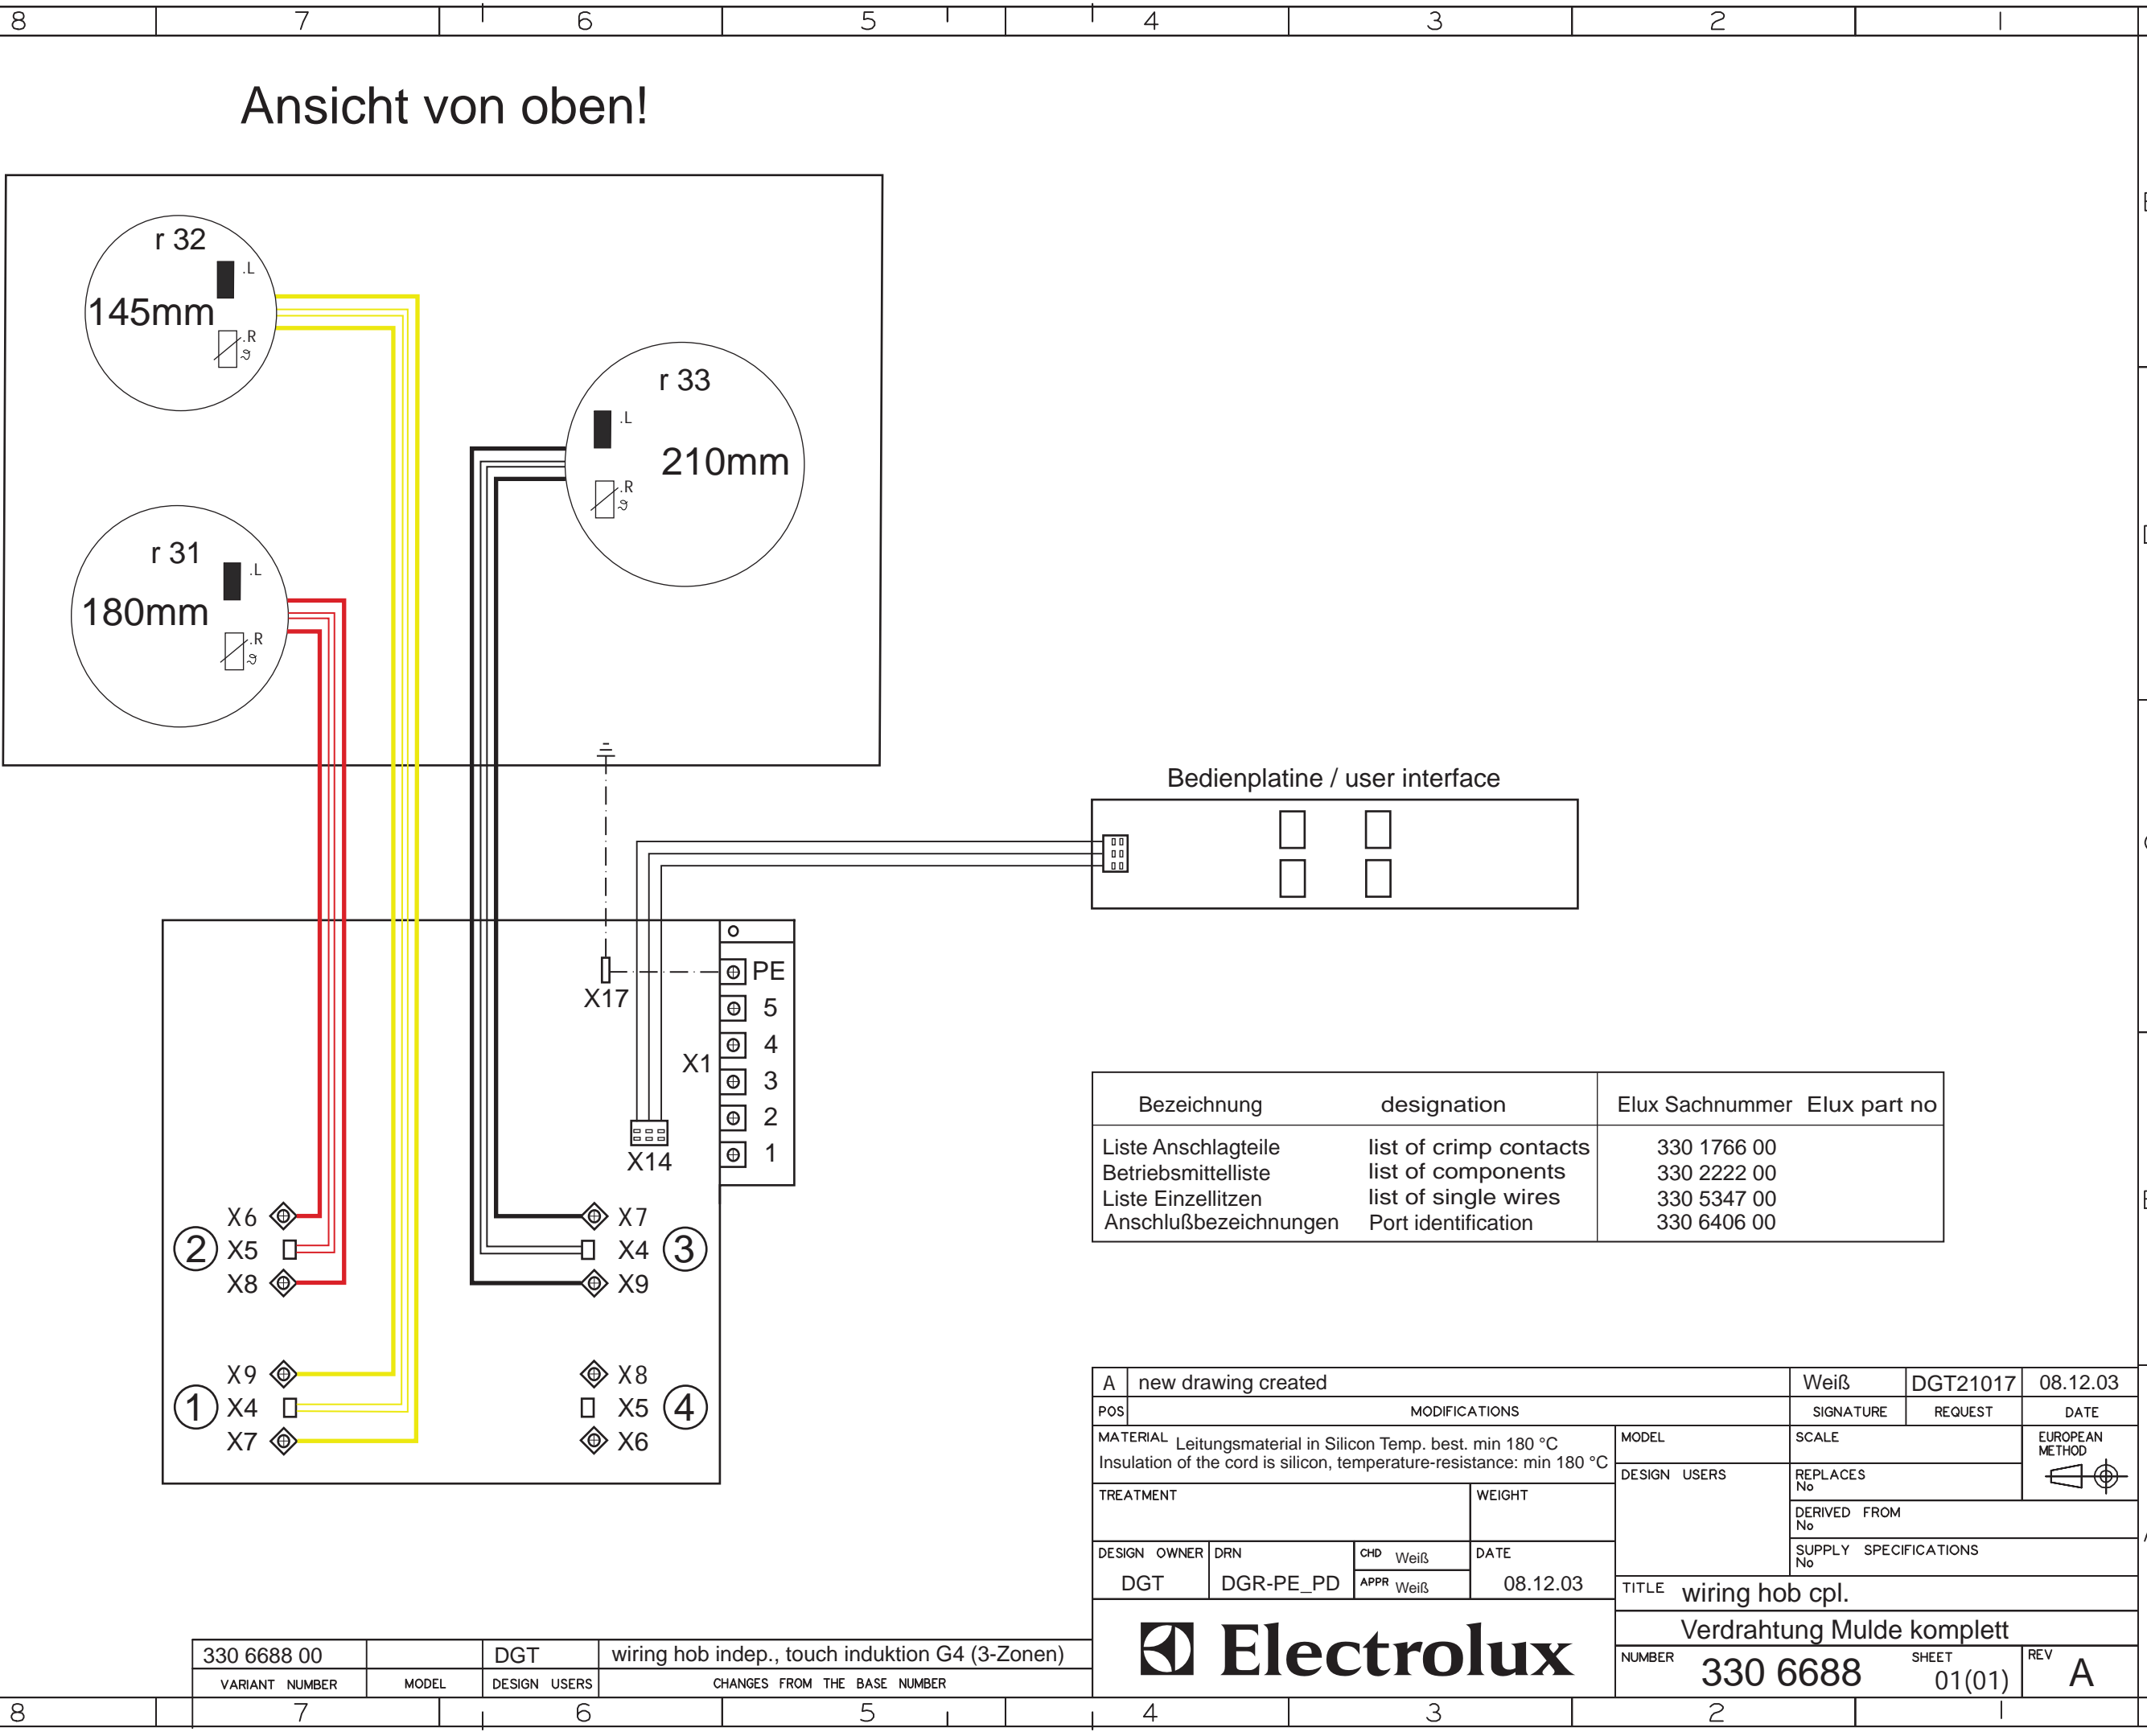 8 7 6 5 4 3 2 1
Ansicht von oben!
r 32
.L
145mm
.R
ϑ
r 33
.L
210mm
.R
ϑ
r 31
.L
180mm
.R
ϑ
Bedienplatine / user interface
PE
X17
5
4
X1
3
2
X14
1
X6
② X5
X8
X7
X4 ③
X9
X9
① X4
X7
X8
X5 ④
X6
Bezeichnung designation Elux Sachnummer Elux part no
Liste Anschlagteile list of crimp contacts 330 1766 00
Betriebsmittelliste list of components 330 2222 00
Liste Einzellitzen list of single wires 330 5347 00
Anschlußbezeichnungen Port identification 330 6406 00
A new drawing created Weiß DGT21017 08.12.03
POS MODIFICATIONS SIGNATURE REQUEST DATE
MATERIAL Leitungsmaterial in Silicon Temp. best. min 180 °C
Insulation of the cord is silicon, temperature-resistance: min 180 °C
MODEL
SCALE
EUROPEAN
METHOD
DESIGN USERS
REPLACES
No
TREATMENT
WEIGHT
DERIVED FROM
No
SUPPLY SPECIFICATIONS
No
DESIGN OWNER DRN CHD Weiß DATE
DGT DGR-PE_PD APPR Weiß 08.12.03
TITLE wiring hob cpl.
Verdrahtung Mulde komplett
Electrolux
NUMBER 330 6688 SHEET 01(01) REV A
330 6688 00 DGT wiring hob indep., touch induktion G4 (3-Zonen)
VARIANT NUMBER MODEL DESIGN USERS CHANGES FROM THE BASE NUMBER
8 7 6 5 4 3 2 1